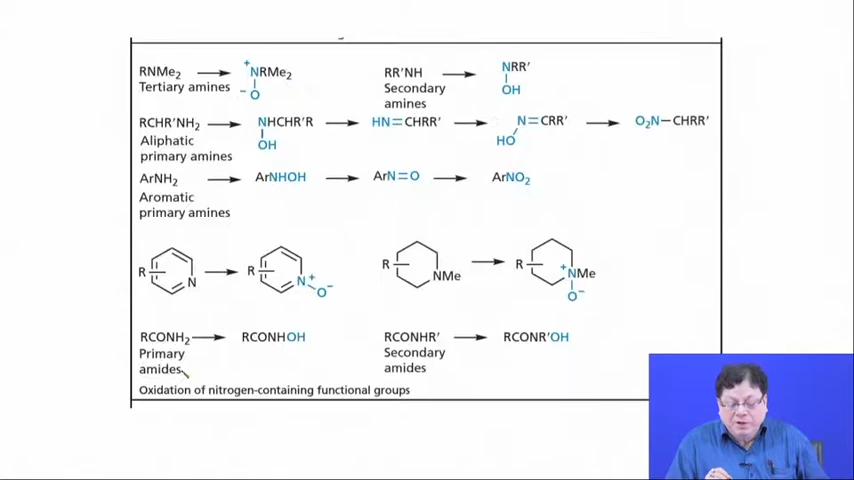 RNMe₂ → ⁺NRMe₂
⁻O
Tertiary amines
RR'NH → NRR'
OH
Secondary
amines
RCHR'NH₂ → NHCHR'R → HN=CHRR' → N=CRR' → O₂N—CHRR'
OH
HO
Aliphatic
primary amines
ArNH₂ → ArNHOH → ArN=O → ArNO₂
Aromatic
primary amines
R N → R N⁺ O⁻
R NMe → R ⁺NMe O⁻
RCONH₂ → RCONHOH
Primary
amides
RCONHR' → RCONR'OH
Secondary
amides
Oxidation of nitrogen-containing functional groups